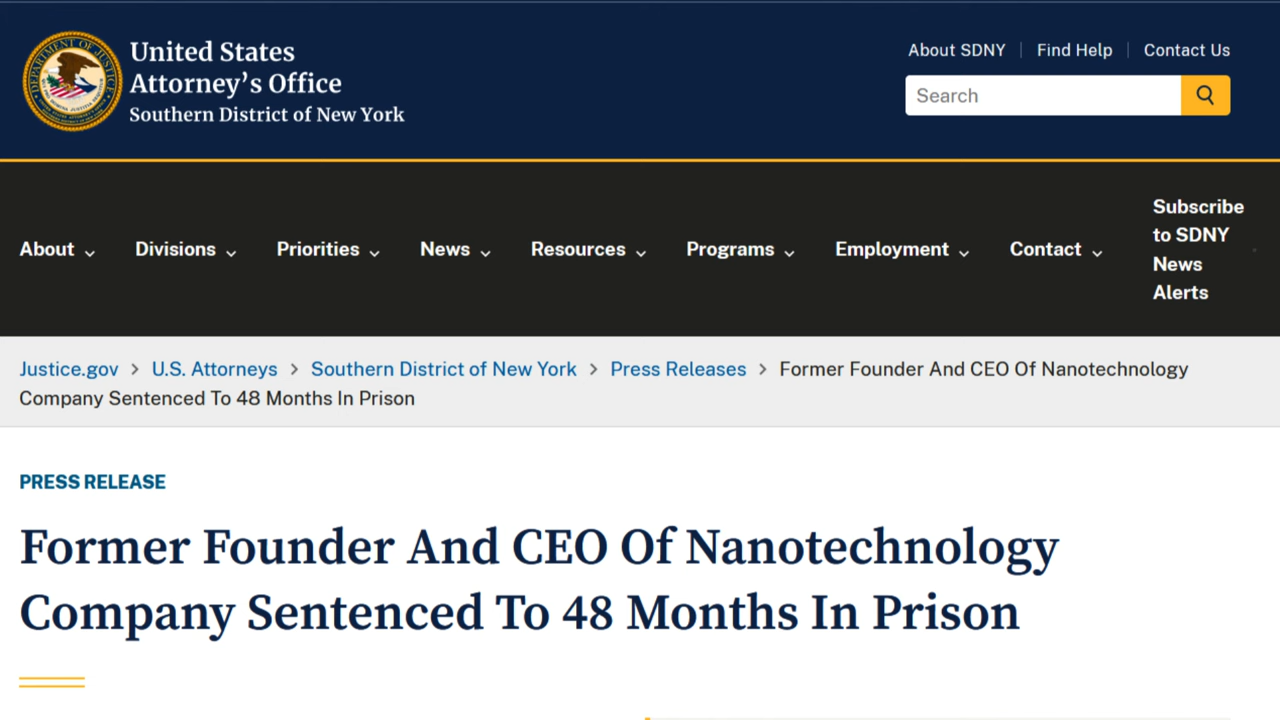 United States
Attorney's Office
Southern District of New York
About SDNY
Find Help
Contact Us
Search
About
Divisions
Priorities
News
Resources
Programs
Employment
Contact
Subscribe
to SDNY
News
Alerts
Justice.gov > U.S. Attorneys > Southern District of New York > Press Releases > Former Founder And CEO Of Nanotechnology
Company Sentenced To 48 Months In Prison
PRESS RELEASE
Former Founder And CEO Of Nanotechnology
Company Sentenced To 48 Months In Prison